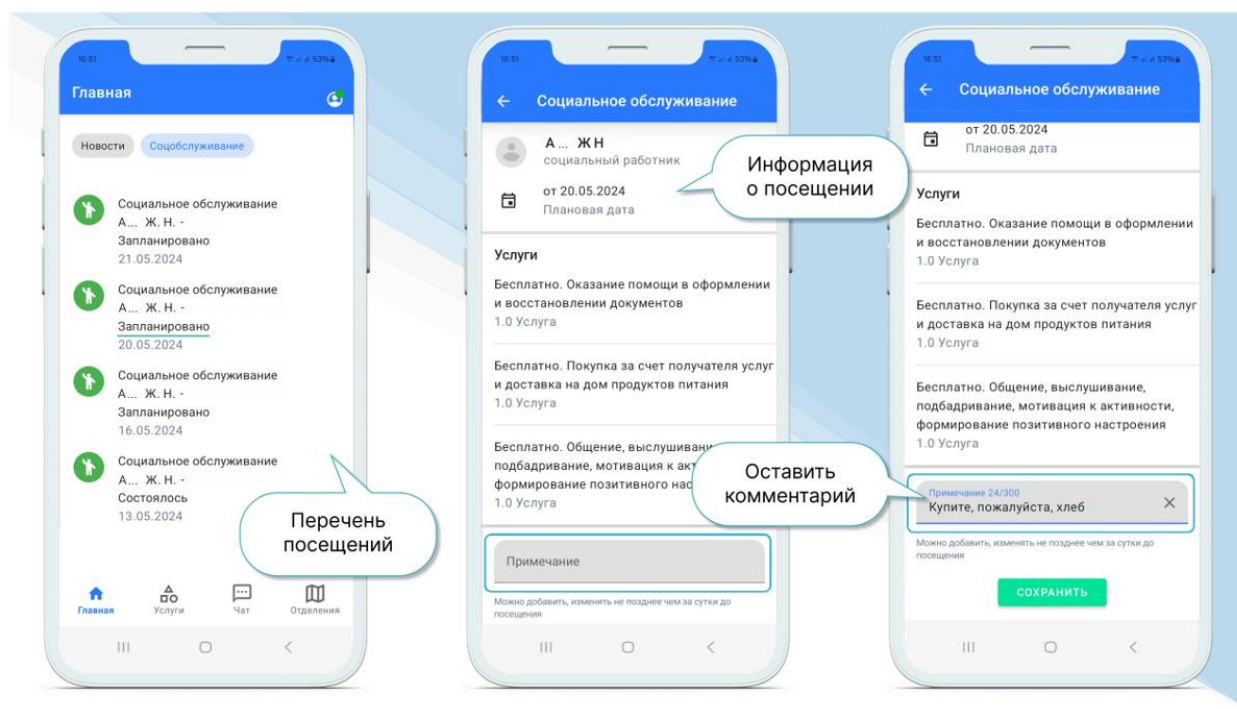 16:51
53%
Главная
Новости
Соцобслуживание
Социальное обслуживание
А... Ж. Н. -
Запланировано
21.05.2024
Социальное обслуживание
А... Ж. Н. -
Запланировано
20.05.2024
Социальное обслуживание
А... Ж. Н. -
Запланировано
16.05.2024
Социальное обслуживание
А... Ж. Н. -
Состоялось
13.05.2024
Перечень
посещений
Главная
Услуги
Чат
Отделения
16:51
53%
Социальное обслуживание
А... Ж Н
социальный работник
от 20.05.2024
Плановая дата
Информация
о посещении
Услуги
Бесплатно. Оказание помощи в оформлении
и восстановлении документов
1.0 Услуга
Бесплатно. Покупка за счет получателя услуг
и доставка на дом продуктов питания
1.0 Услуга
Бесплатно. Общение, выслушивани
подбадривание, мотивация к ак
формирование позитивного нас
1.0 Услуга
Оставить
комментарий
Примечание
Можно добавить, изменять не позднее чем за сутки до
посещения
16:51
53%
Социальное обслуживание
от 20.05.2024
Плановая дата
Услуги
Бесплатно. Оказание помощи в оформлении
и восстановлении документов
1.0 Услуга
Бесплатно. Покупка за счет получателя услуг
и доставка на дом продуктов питания
1.0 Услуга
Бесплатно. Общение, выслушивание,
подбадривание, мотивация к активности,
формирование позитивного настроения
1.0 Услуга
Примечание 24/300
Купите, пожалуйста, хлеб
Можно добавить, изменять не позднее чем за сутки до
посещения
СОХРАНИТЬ